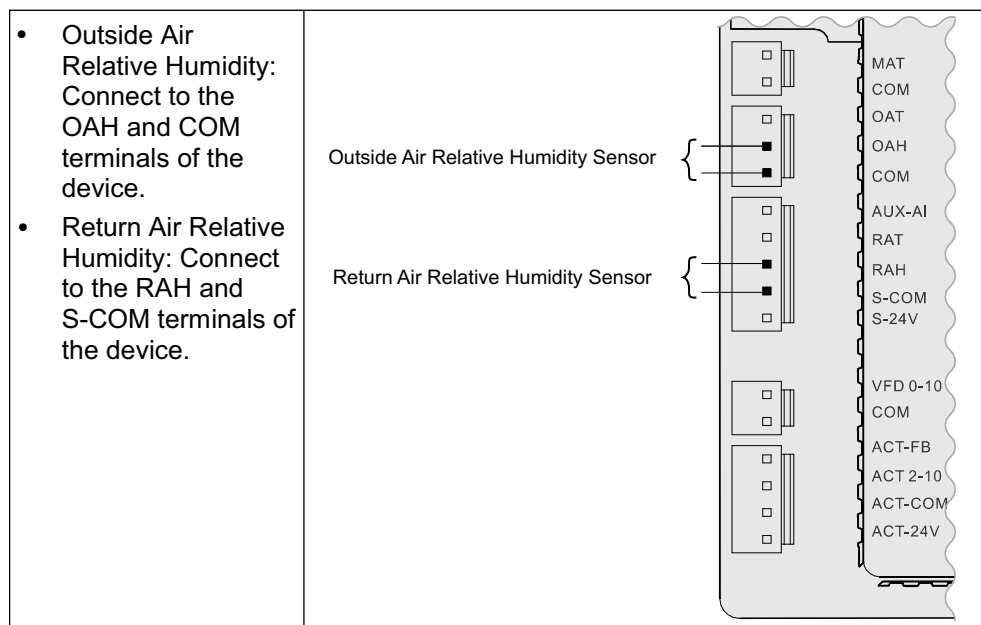 • Outside Air
Relative Humidity:
Connect to the
OAH and COM
terminals of the
device.
• Return Air Relative
Humidity: Connect
to the RAH and
S-COM terminals of
the device.
Outside Air Relative Humidity Sensor
Return Air Relative Humidity Sensor
MAT
COM
OAT
OAH
COM
AUX-AI
RAT
RAH
S-COM
S-24V
VFD 0-10
COM
ACT-FB
ACT 2-10
ACT-COM
ACT-24V